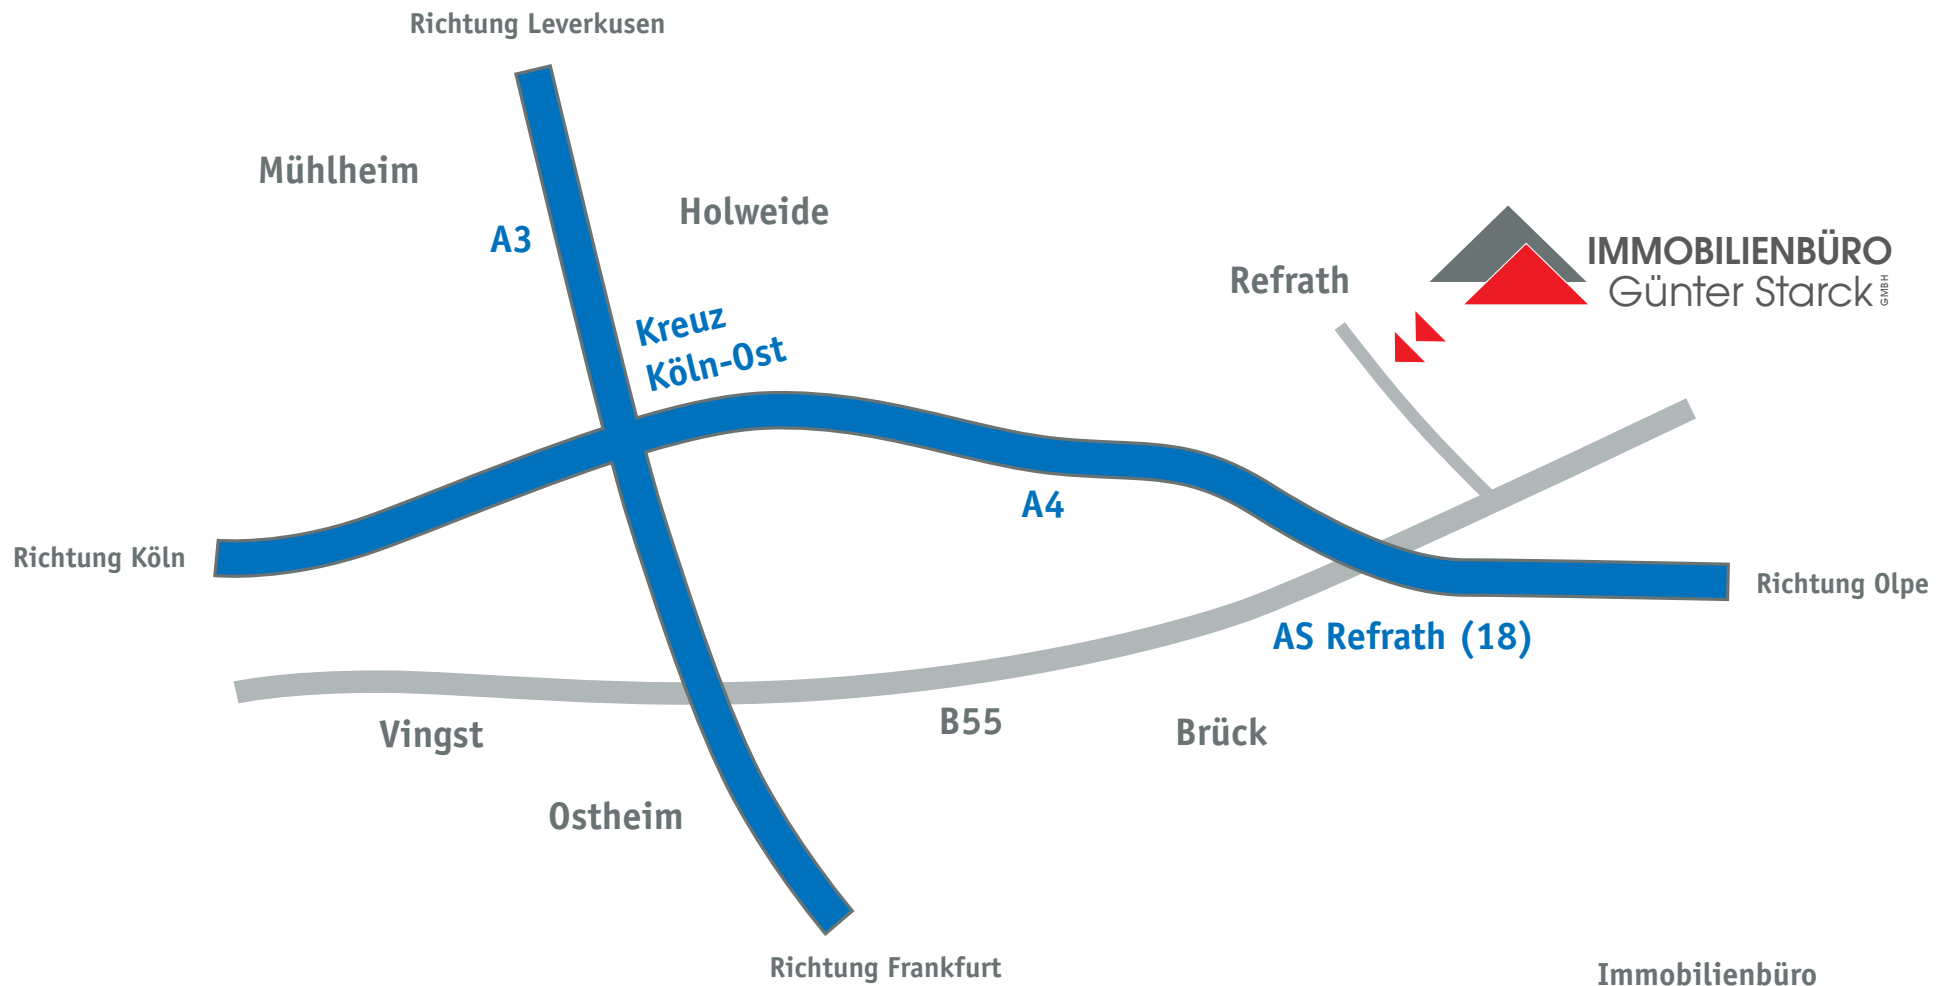 Richtung Leverkusen
Mühlheim
Holweide
A3
Refrath
IMMOBILIENBÜRO
Günter Starck GMBH
Kreuz
Köln-Ost
A4
Richtung Köln
Richtung Olpe
AS Refrath (18)
Vingst
B55
Brück
Ostheim
Richtung Frankfurt
Immobilienbüro